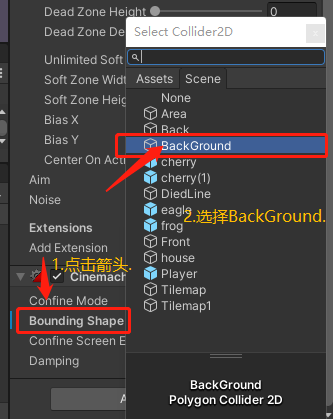 Dead Zone Height
0
Dead Zone De
Select Collider2D
Unlimited Soft
Soft Zone Widt
Soft Zone Heig
Bias X
Bias Y
Center On Acti
Aim
Noise
Extensions
Add Extension
1.点击箭头.
Cinemach
Confine Mode
Bounding Shape
Confine Screen E
Damping
A
Assets
Scene
None
Area
Back
BackGround
cherry
cherry(1)
DiedLine
eagle
2.选择BackGround.
frog
Front
house
Player
Tilemap
Tilemap1
BackGround
Polygon Collider 2D